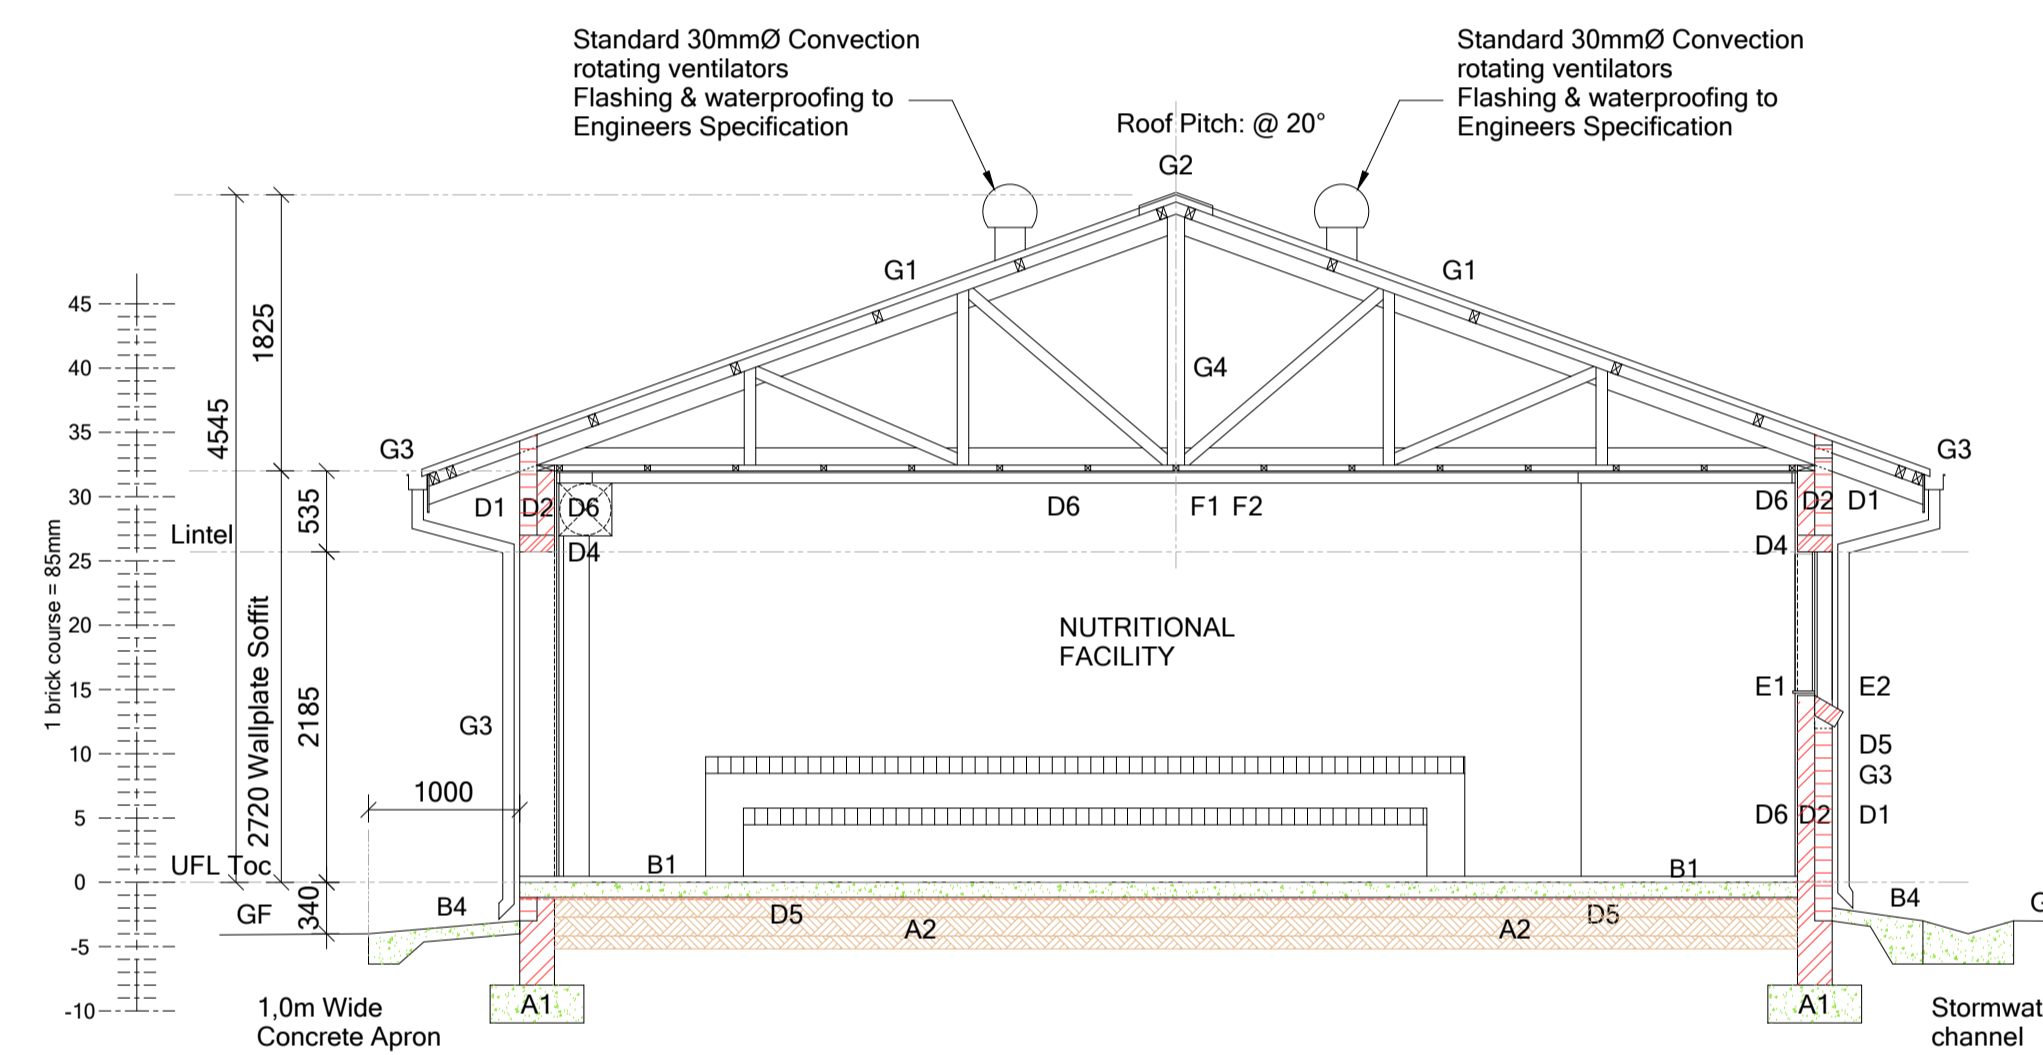 Standard 30mmØ Convection
rotating ventilators
Flashing & waterproofing to
Engineers Specification
Standard 30mmØ Convection
rotating ventilators
Flashing & waterproofing to
Engineers Specification
Roof Pitch: @ 20°
G2
G1
G1
G4
G3
G3
45
40
35
30
25
20
15
10
5
0
-5
-10
1 brick course = 85mm
4545
1825
535
2185
340
2720 Wallplate Soffit
1000
Lintel
UFL Toc
GF
D1 D2 D6
D4
D6
F1 F2
D6 D2 D1
D4
NUTRITIONAL
FACILITY
E1
E2
D5
G3
D6 D2 D1
G3
B1
B1
B4
B4
G
D5
D5
A2
A2
A1
A1
1,0m Wide
Concrete Apron
Stormwat
channel